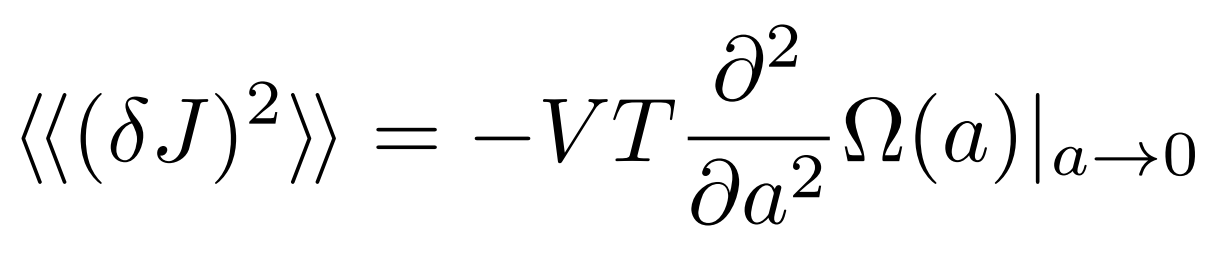 ⟨⟨(δJ)²⟩⟩ = −VT ∂²/∂a² Ω(a)|ₐ→₀